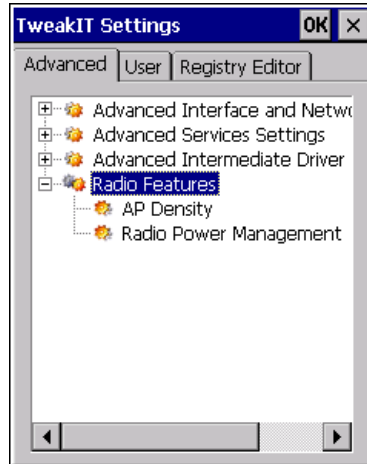 TweakIT Settings OK ×
Advanced User Registry Editor
Advanced Interface and Netw
Advanced Services Settings
Advanced Intermediate Driver
Radio Features
AP Density
Radio Power Management